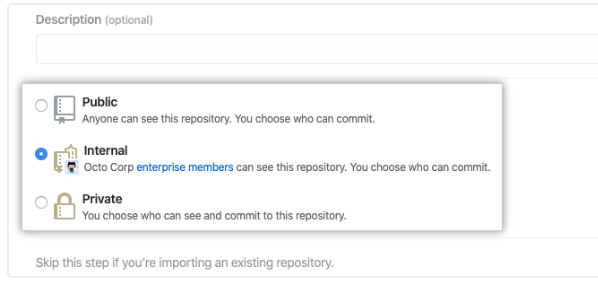 Description (optional)
Public
Anyone can see this repository. You choose who can commit.
Internal
Octo Corp enterprise members can see this repository. You choose who can commit.
Private
You choose who can see and commit to this repository.
Skip this step if you’re importing an existing repository.